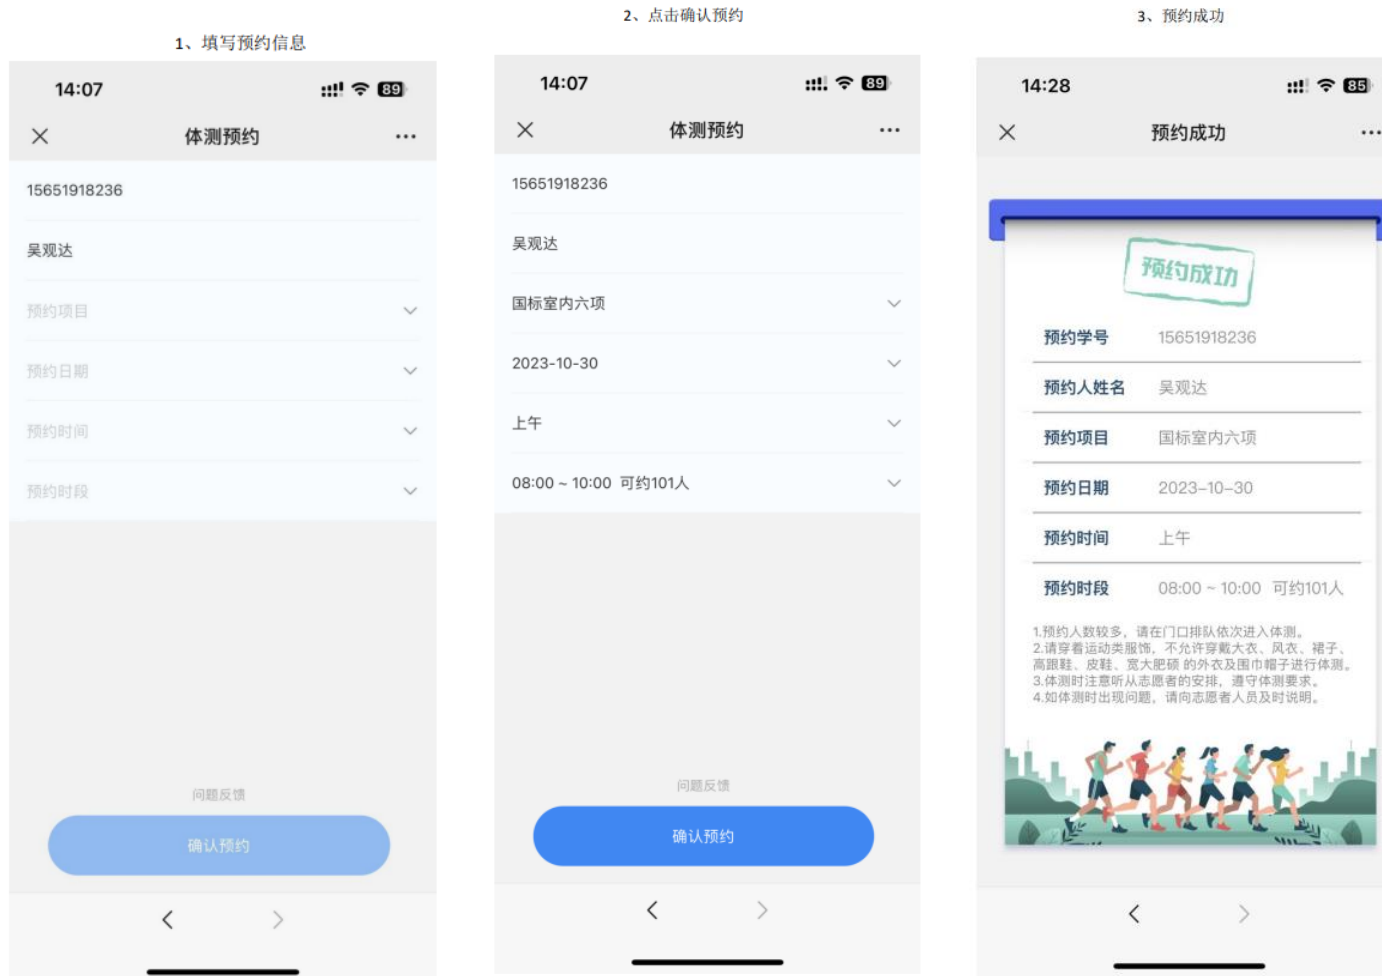 1、填写预约信息
14:07
89
体测预约
15651918236
吴观达
预约项目
预约日期
预约时间
预约时段
问题反馈
确认预约
2、点击确认预约
14:07
89
体测预约
15651918236
吴观达
国标室内六项
2023-10-30
上午
08:00 ~ 10:00 可约101人
问题反馈
确认预约
3、预约成功
14:28
85
预约成功
预约成功
预约学号 15651918236
预约人姓名 吴观达
预约项目 国标室内六项
预约日期 2023-10-30
预约时间 上午
预约时段 08:00 ~ 10:00 可约101人
1.预约人数较多，请在门口排队依次进入体测。
2.请穿着运动类服饰，不允许穿戴大衣、风衣、裙子、
高跟鞋、皮鞋、宽大肥硕 的外衣及围巾帽子进行体测。
3.体测时注意听从志愿者的安排，遵守体测要求。
4.如体测时出现问题，请向志愿者人员及时说明。